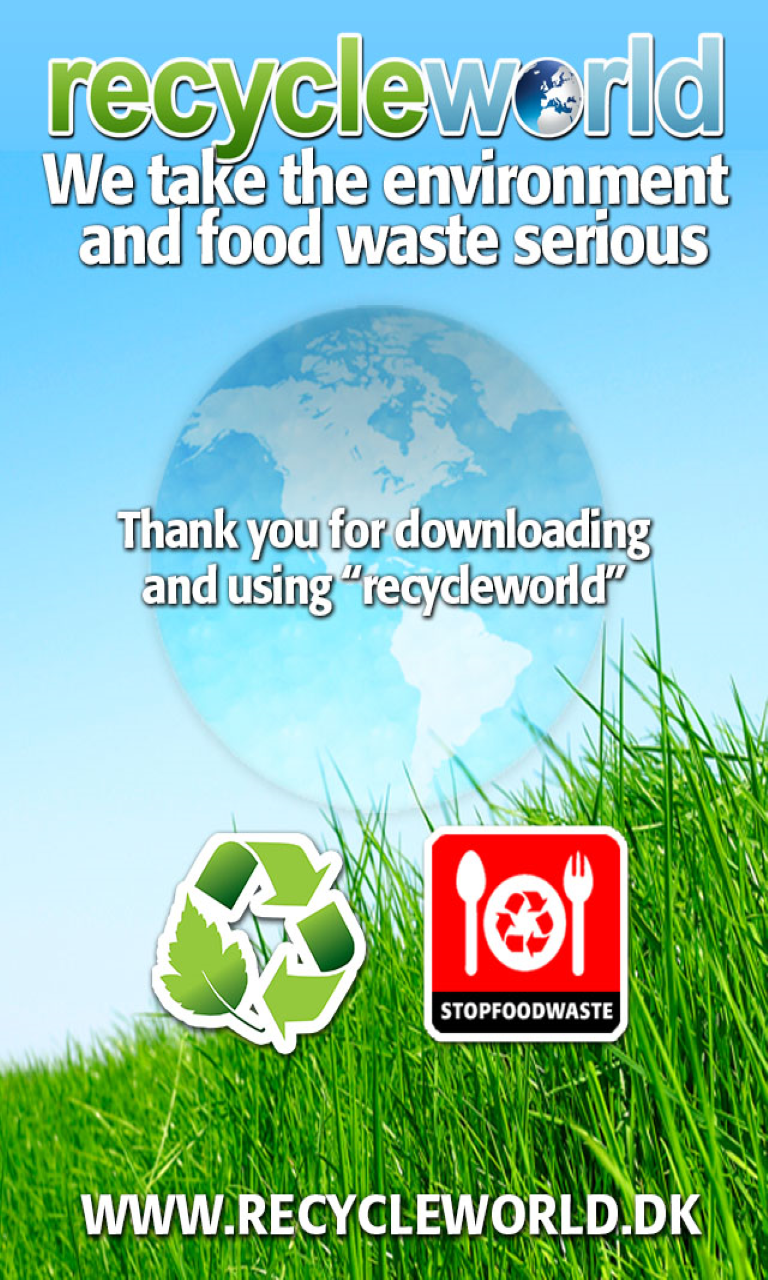 recycleworld
We take the environment
and food waste serious
Thank you for downloading
and using “recycleworld”
STOPFOODWASTE
WWW.RECYCLEWORLD.DK